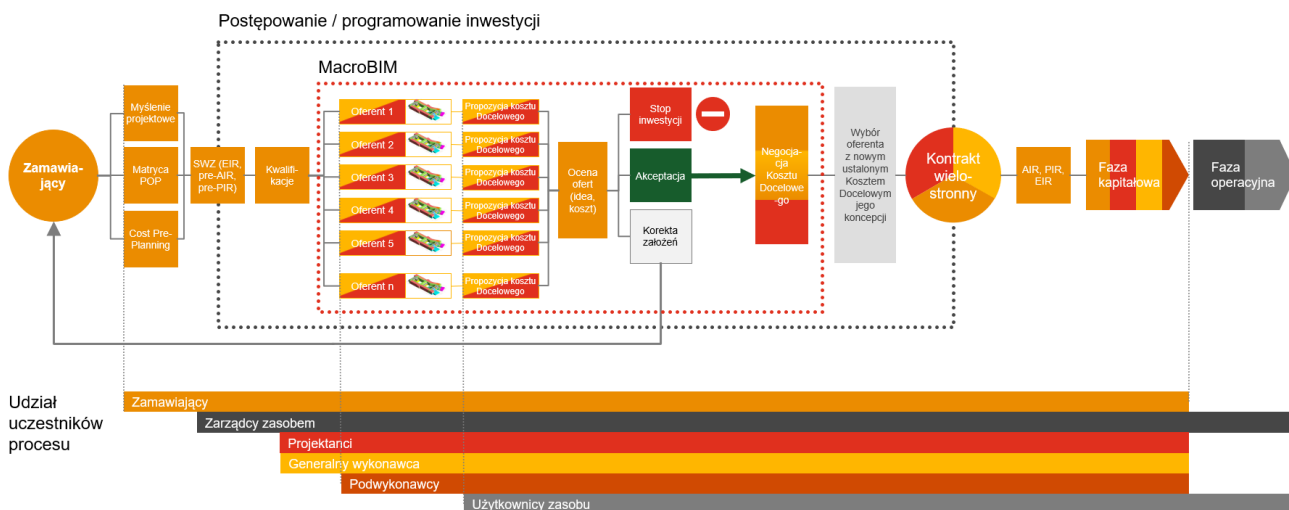 Postępowanie / programowanie inwestycji
MacroBIM
Zamawia-
jący
Myślenie
projektowe
Matryca
POP
Cost Pre-
Planning
SWZ (EIR,
pre-AIR,
pre-PIR)
Kwalifi-
kacje
Oferent 1
Propozycja kosztu
Docelowego
Oferent 2
Propozycja kosztu
Docelowego
Oferent 3
Propozycja kosztu
Docelowego
Oferent 4
Propozycja kosztu
Docelowego
Oferent 5
Propozycja kosztu
Docelowego
Oferent n
Propozycja kosztu
Docelowego
Ocena
ofert (idea,
koszt)
Stop
inwestycji
Akceptacja
Korekta
założeń
Negocja-
cja
Kosztu
Docelowe
-go
Wybór
oferenta
z nowym
ustalonym
Kosztem
Docelowym
jego
koncepcji
Kontrakt
wielo-
stronny
AIR, PIR,
EIR
Faza
kapitałowa
Faza
operacyjna
Udział
uczestników
procesu
Zamawiający
Zarządcy zasobem
Projektanci
Generalny wykonawca
Podwykonawcy
Użytkownicy zasobu